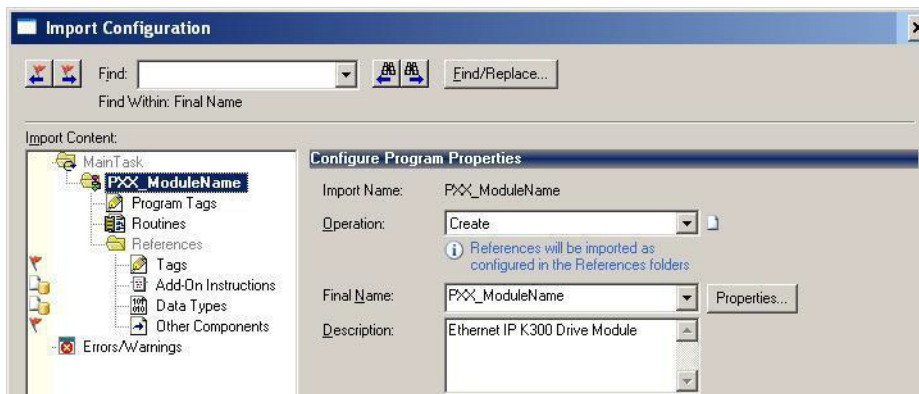 Import Configuration
Find:
Find/Replace...
Find Within: Final Name
Import Content:
MainTask
PXX_ModuleName
Program Tags
Routines
References
Tags
Add-On Instructions
Data Types
Other Components
Errors/Warnings
Configure Program Properties
Import Name: PXX_ModuleName
Operation: Create
References will be imported as
configured in the References folders
Final Name: PXX_ModuleName Properties...
Description: Ethernet IP K300 Drive Module